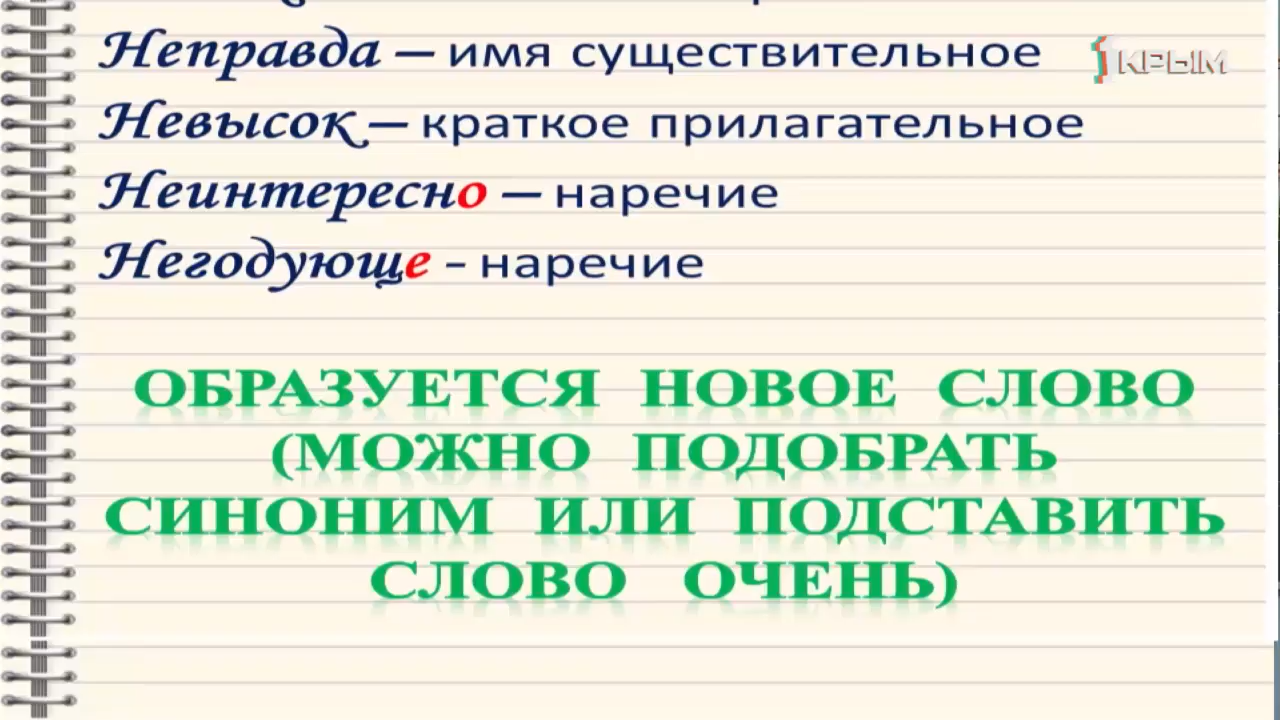 Неправда – имя существительное
1КРЫМ
Невысок – краткое прилагательное
Неинтересно – наречие
Негодующе - наречие
ОБРАЗУЕТСЯ НОВОЕ СЛОВО
(МОЖНО ПОДОБРАТЬ
СИНОНИМ ИЛИ ПОДСТАВИТЬ
СЛОВО ОЧЕНЬ)